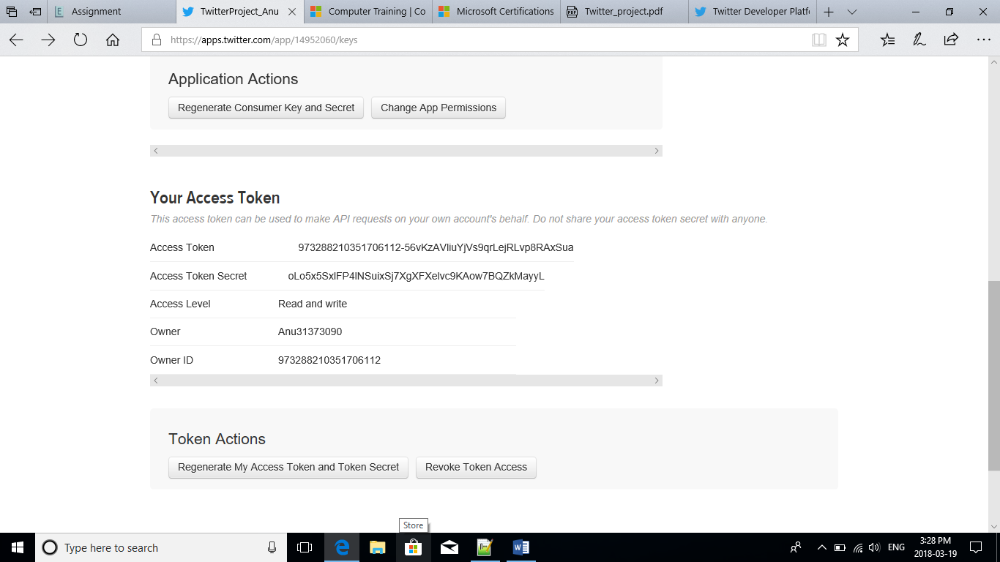 Assignment
TwitterProject_Anu
Computer Training | Co
Microsoft Certifications
Twitter_project.pdf
Twitter Developer Platf
https://apps.twitter.com/app/14952060/keys
Application Actions
Regenerate Consumer Key and Secret
Change App Permissions
Your Access Token
This access token can be used to make API requests on your own account's behalf. Do not share your access token secret with anyone.
Access Token
Access Token Secret
Access Level Read and write
Owner Anu31373090
Owner ID 973288210351706112
Token Actions
Regenerate My Access Token and Token Secret
Revoke Token Access
Store
Type here to search
ENG
3:28 PM
2018-03-19